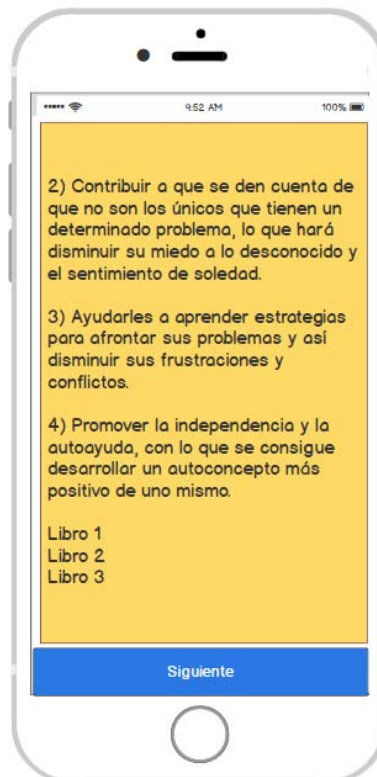 9:52 AM 100%
2) Contribuir a que se den cuenta de
que no son los únicos que tienen un
determinado problema, lo que hará
disminuir su miedo a lo desconocido y
el sentimiento de soledad.
3) Ayudarles a aprender estrategias
para afrontar sus problemas y así
disminuir sus frustraciones y
conflictos.
4) Promover la independencia y la
autoayuda, con lo que se consigue
desarrollar un autoconcepto más
positivo de uno mismo.
Libro 1
Libro 2
Libro 3
Siguiente